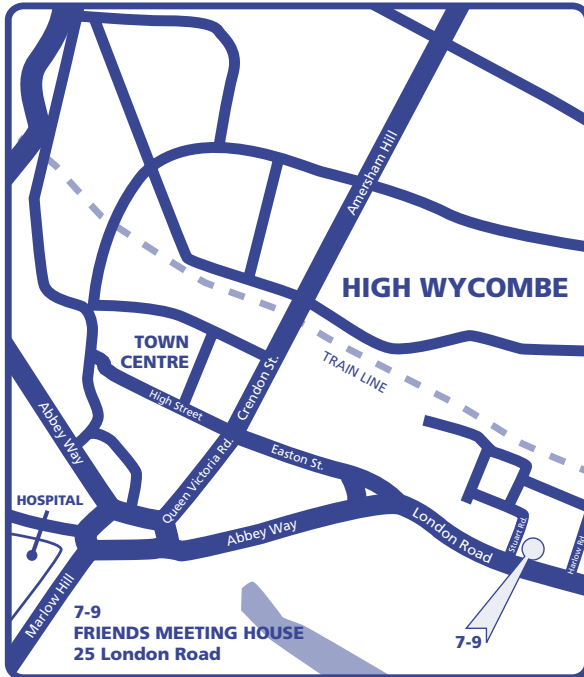 Amersham Hill
HIGH WYCOMBE
TOWN
CENTRE
TRAIN LINE
Crendon St.
High Street
Abbey Way
Queen Victoria Rd.
Easton St.
HOSPITAL
Abbey Way
London Road
Stuart Rd.
Harlow Rd.
Marlow Hill
7-9
FRIENDS MEETING HOUSE
25 London Road
7-9